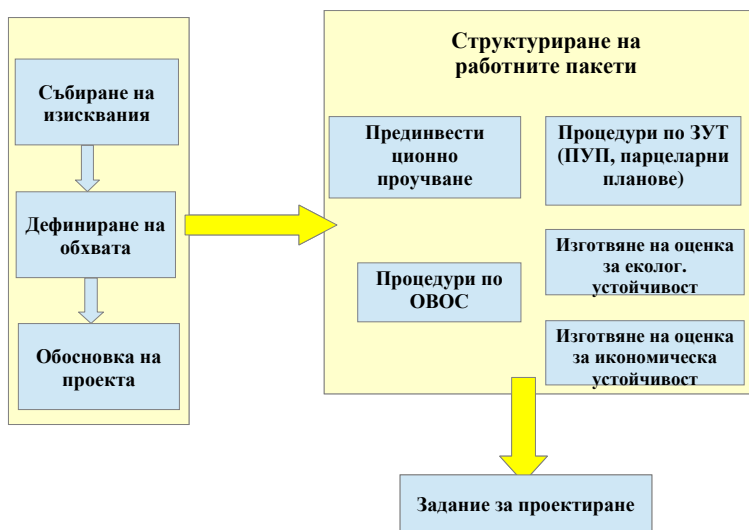 Събиране на
изисквания
Дефиниране на
обхвата
Обосновка на
проекта
Структуриране на
работните пакети
Прединвести
ционно
проучване
Процедури по ЗУТ
(ПУП, парцеларни
планове)
Процедури по
ОВОС
Изготвяне на оценка
за еколог.
устойчивост
Изготвяне на оценка
за икономическа
устойчивост
Задание за проектиране